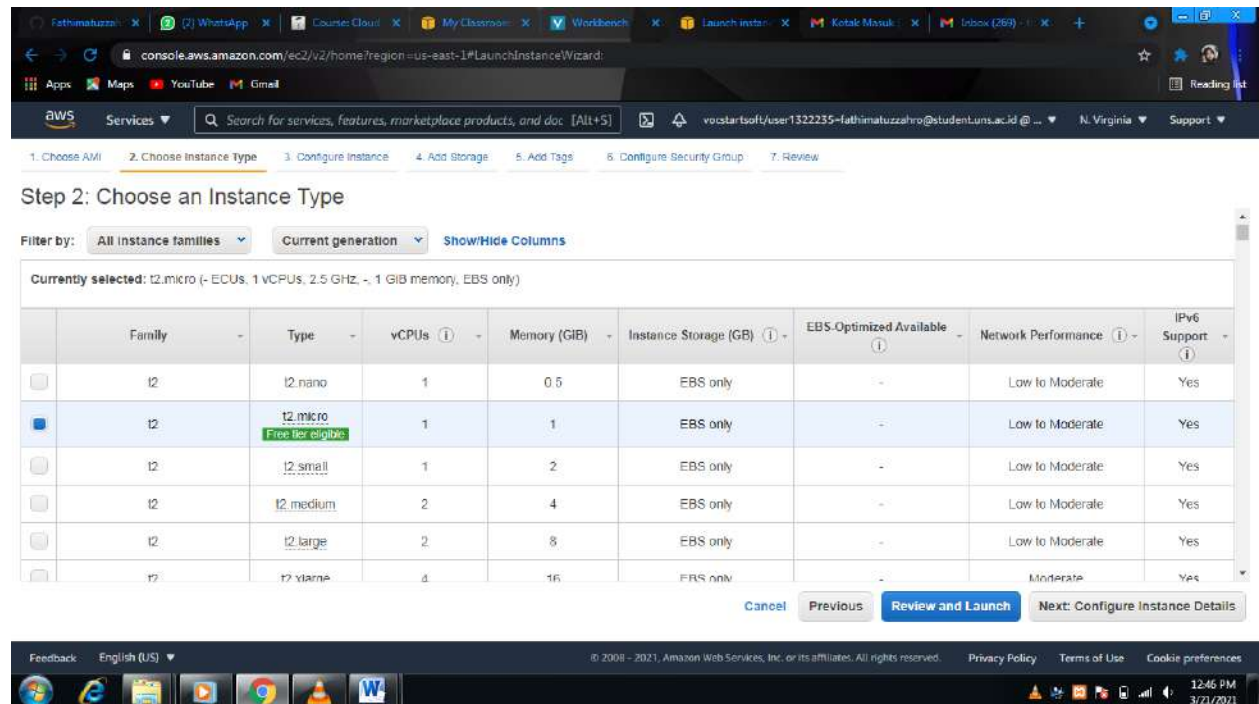 Fathimatuzzah
(2) WhatsApp
Course: Cloud
My Classroom
Workbench
Launch instan
Kotak Masuk
Inbox (269)
console.aws.amazon.com/ec2/v2/home?region=us-east-1#LaunchInstanceWizard:
Apps Maps YouTube Gmail Reading list
aws Services Search for services, features, marketplace products, and doc [Alt+S] vocstartsoft/user1322235=fathimatuzzahro@student.uns.ac.id @ ... N. Virginia Support
1. Choose AMI 2. Choose Instance Type 3. Configure Instance 4. Add Storage 5. Add Tags 6. Configure Security Group 7. Review
Step 2: Choose an Instance Type
Filter by: All instance families Current generation Show/Hide Columns
Currently selected: t2.micro (- ECUs, 1 vCPUs, 2.5 GHz, -, 1 GiB memory, EBS only)
Family Type vCPUs Memory (GiB) Instance Storage (GB) EBS-Optimized Available Network Performance IPv6 Support
t2 t2.nano 1 0.5 EBS only - Low to Moderate Yes
t2 t2.micro Free tier eligible 1 1 EBS only - Low to Moderate Yes
t2 t2.small 1 2 EBS only - Low to Moderate Yes
t2 t2.medium 2 4 EBS only - Low to Moderate Yes
t2 t2.large 2 8 EBS only - Low to Moderate Yes
t2 t2.xlarge 4 16 EBS only - Moderate Yes
Cancel Previous Review and Launch Next: Configure Instance Details
Feedback English (US) © 2008 - 2021, Amazon Web Services, Inc. or its affiliates. All rights reserved. Privacy Policy Terms of Use Cookie preferences
12:46 PM
3/21/2021